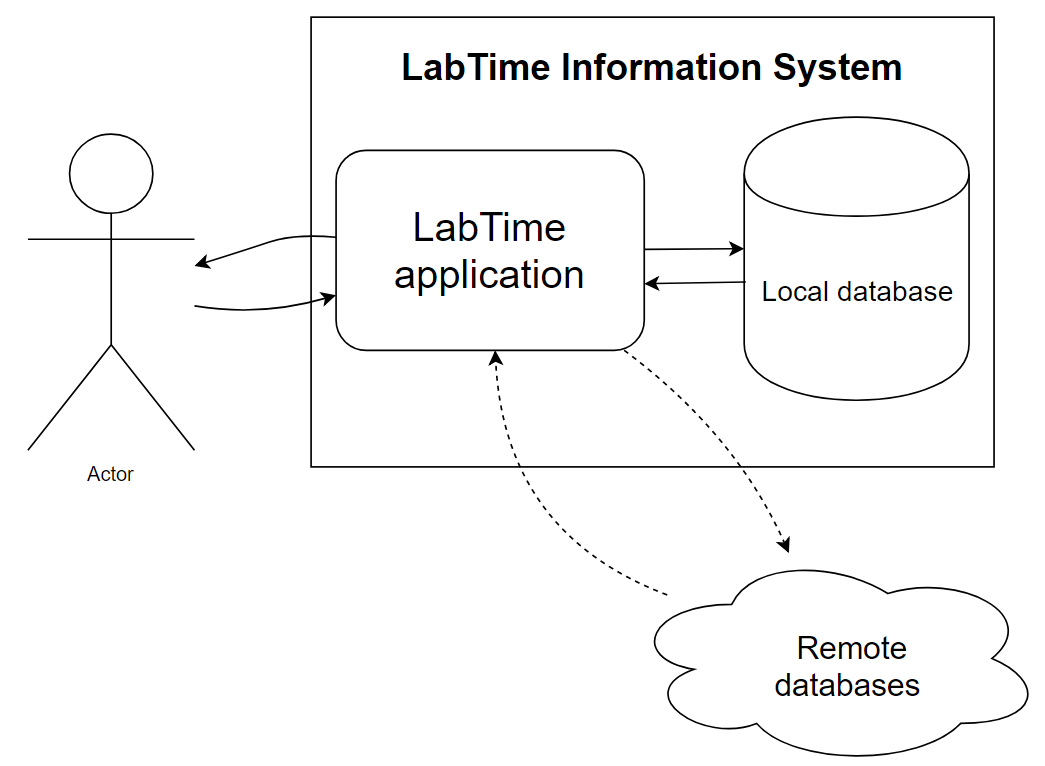 LabTime Information System
LabTime
application
Local database
Actor
Remote
databases